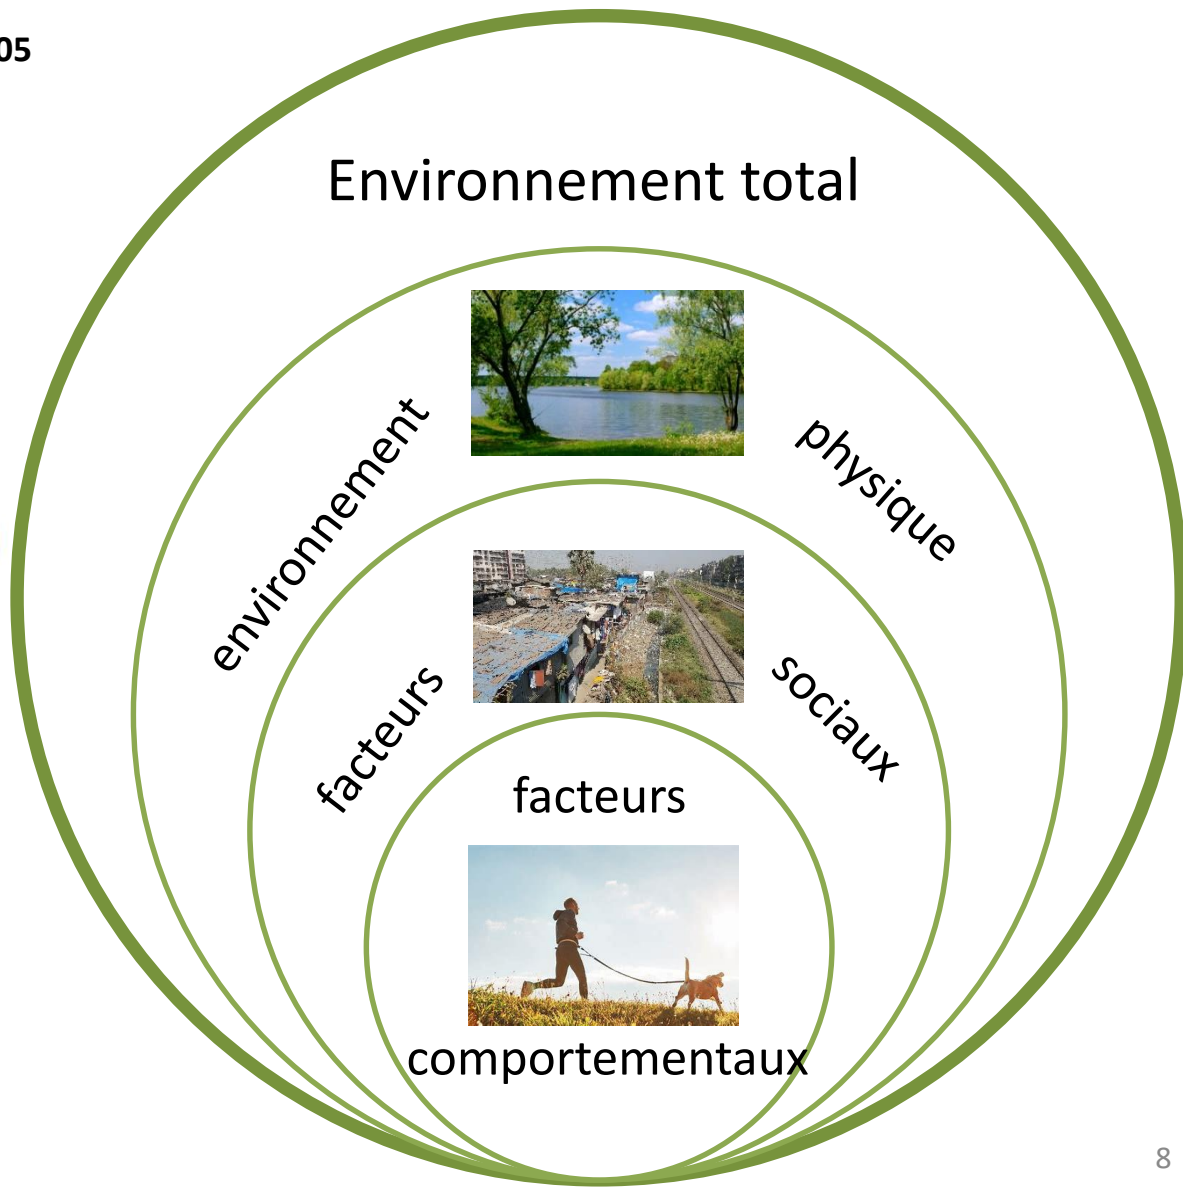 05
Environnement total
environnement
physique
facteurs
sociaux
facteurs
comportementaux
8